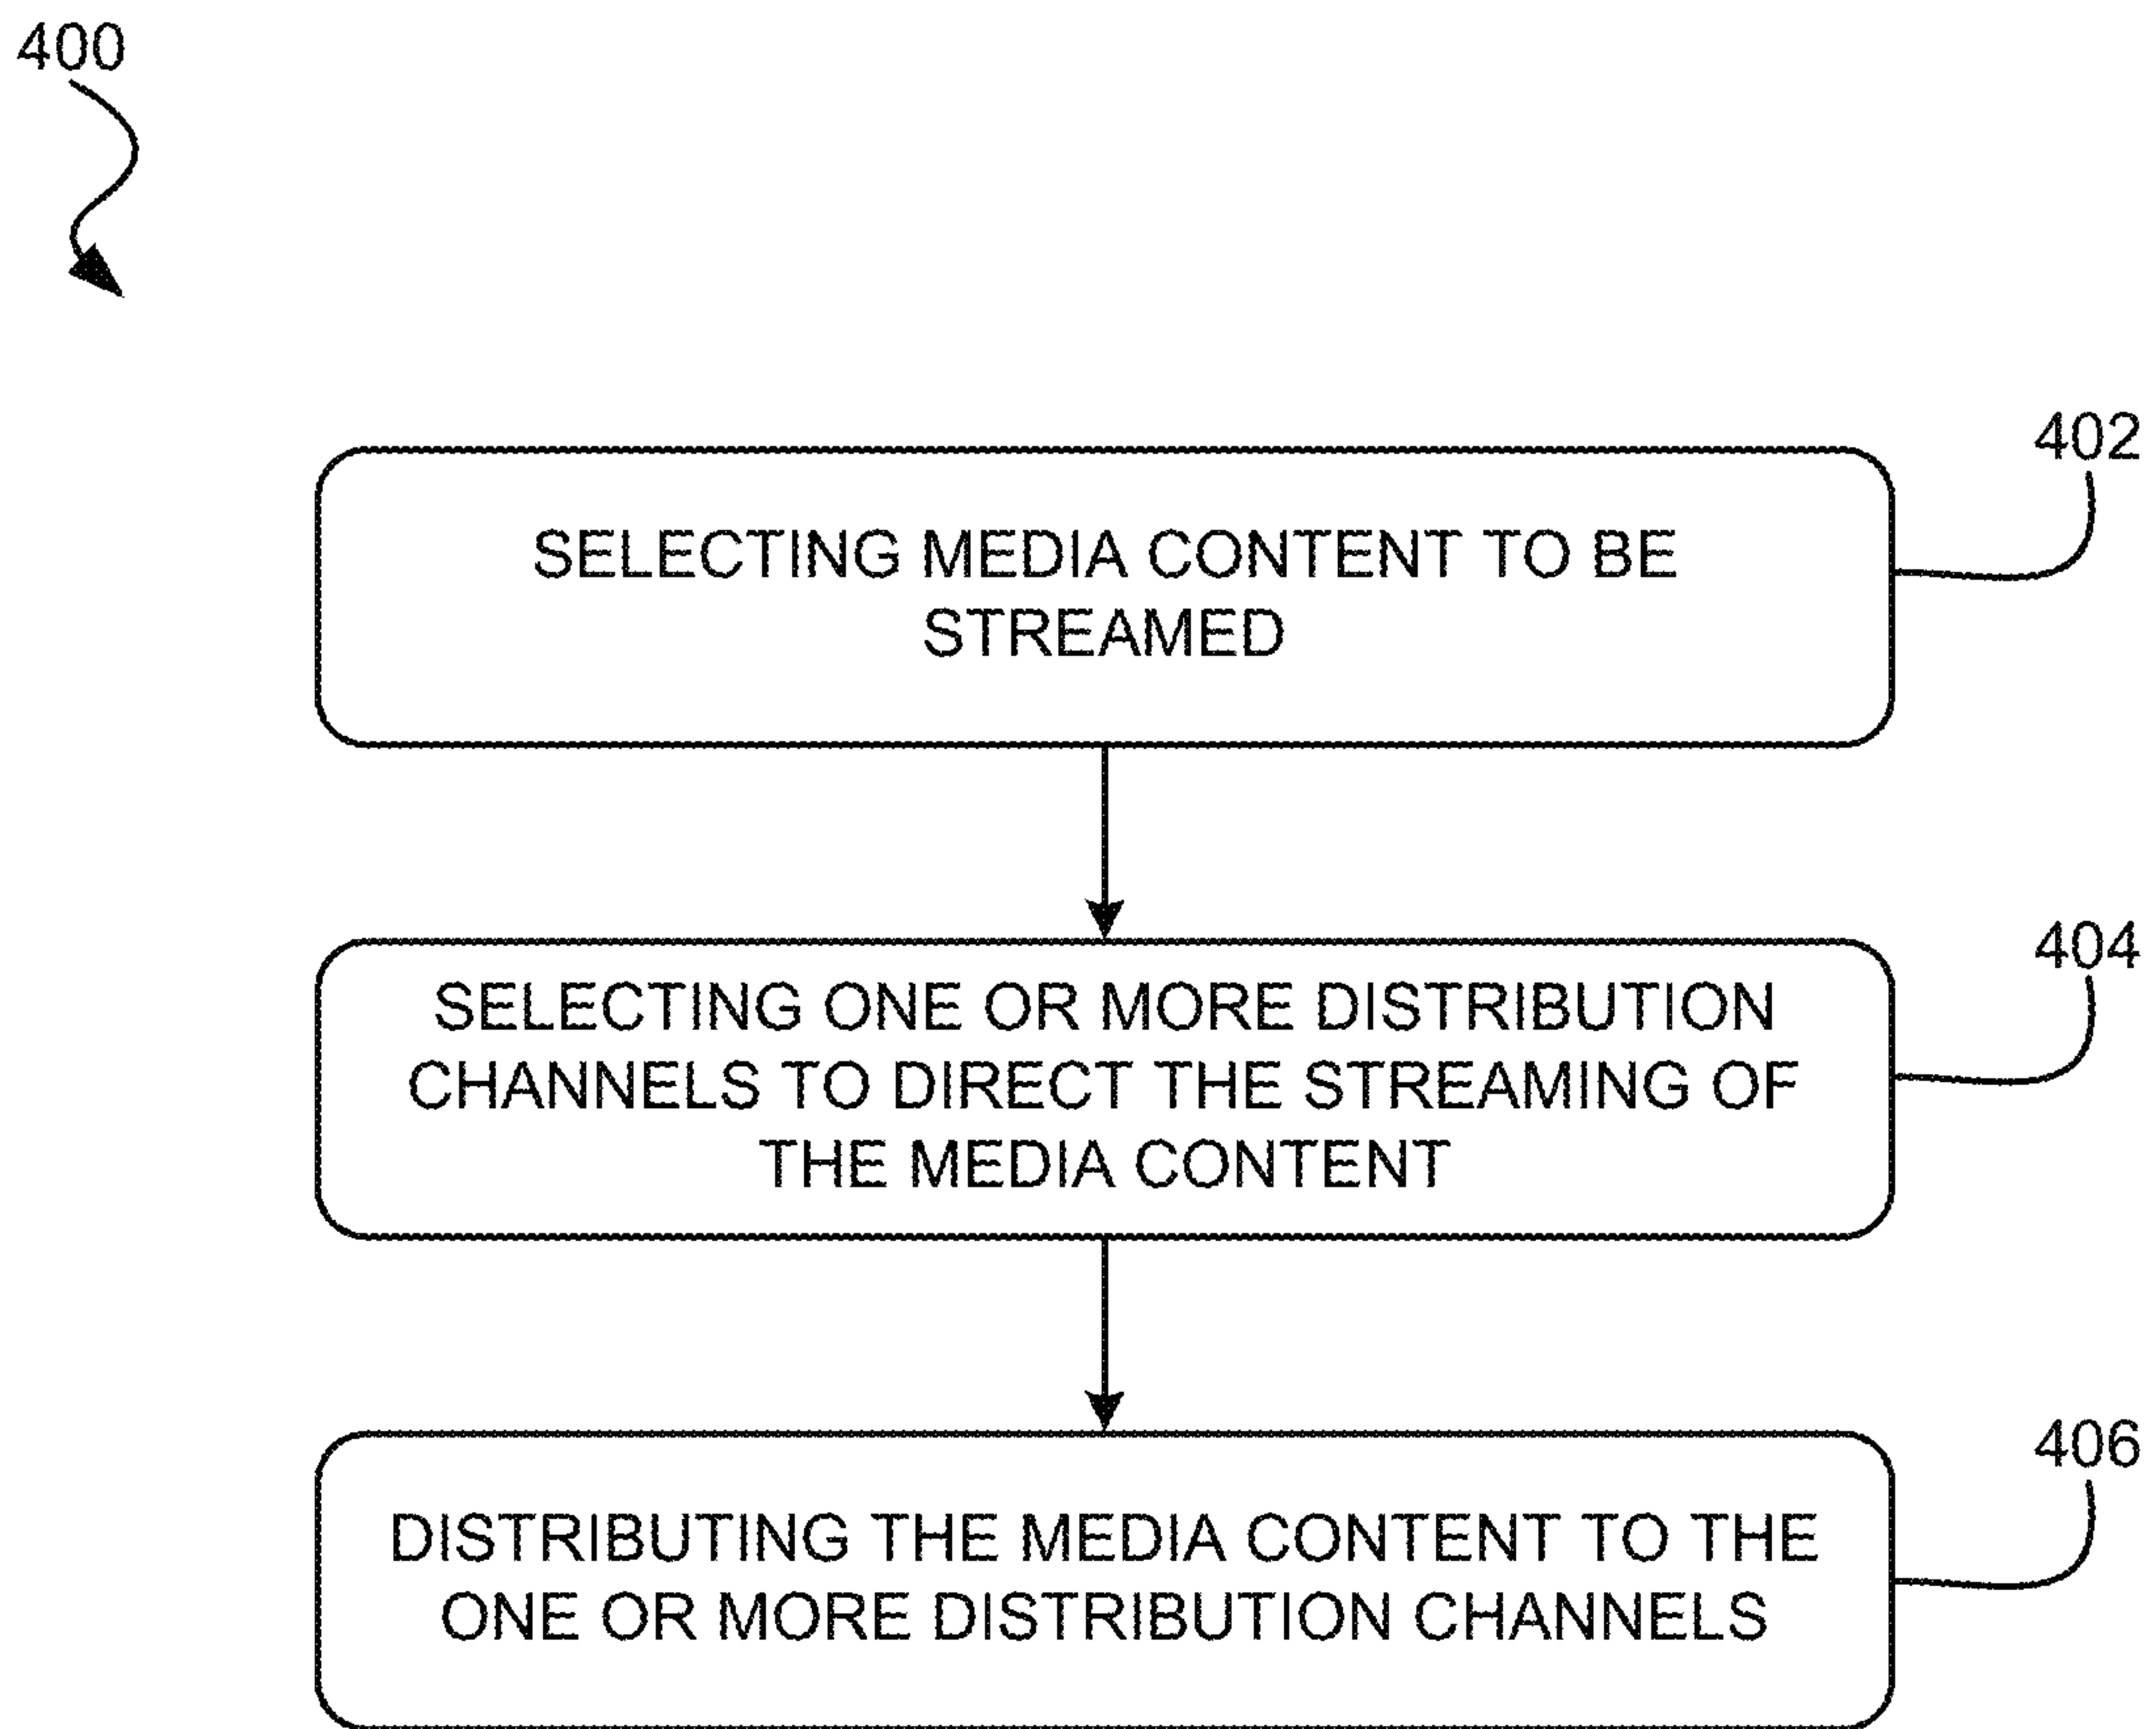 400
402
SELECTING MEDIA CONTENT TO BE
STREAMED
404
SELECTING ONE OR MORE DISTRIBUTION
CHANNELS TO DIRECT THE STREAMING OF
THE MEDIA CONTENT
406
DISTRIBUTING THE MEDIA CONTENT TO THE
ONE OR MORE DISTRIBUTION CHANNELS